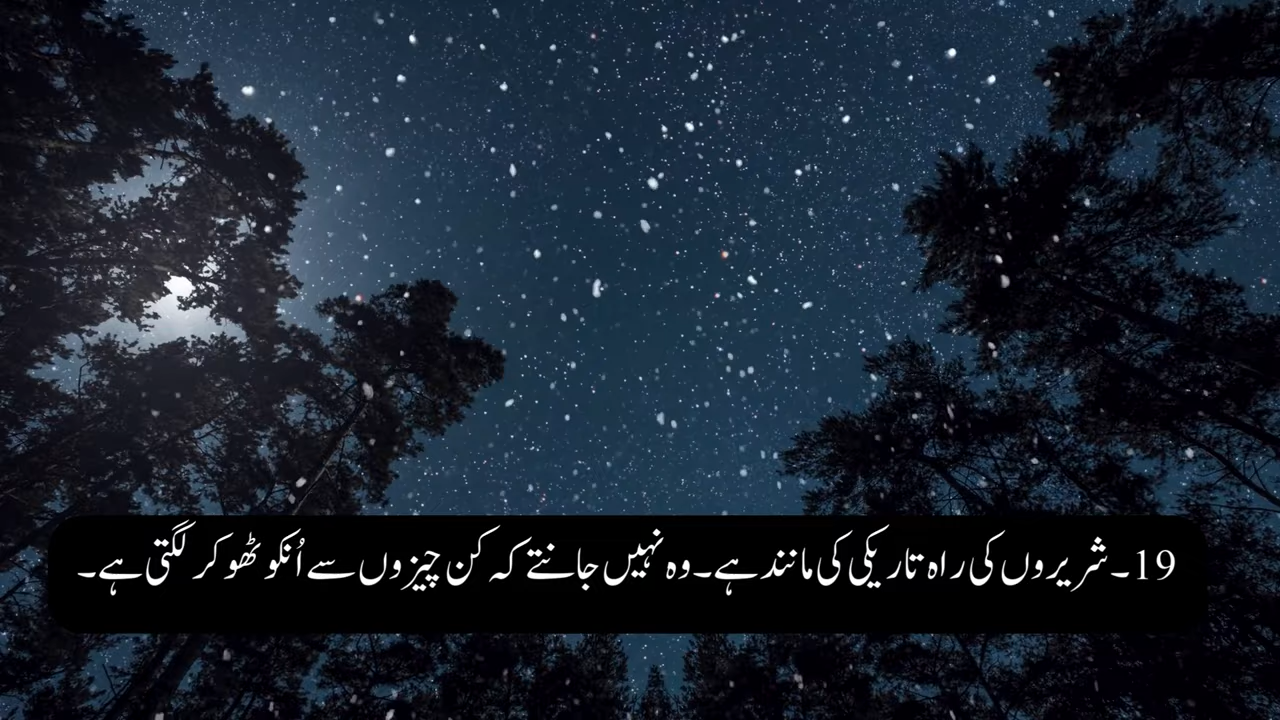 19۔شریروں کی راہ تاریکی کی مانند ہے۔وہ نہیں جانتے کہ کن چیزوں سے اُنکو ٹھوکر لگتی ہے۔